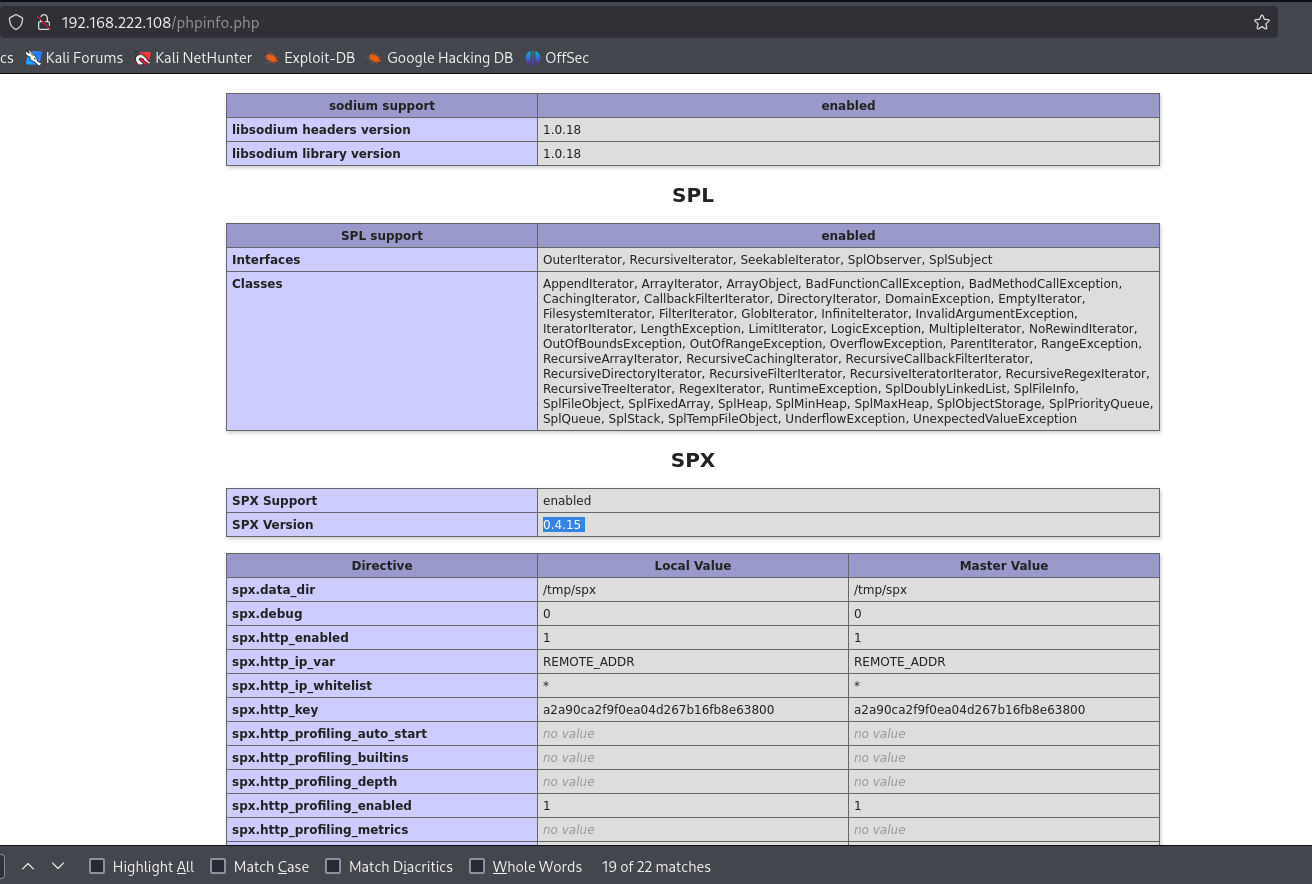 192.168.222.108/phpinfo.php
cs Kali Forums Kali NetHunter Exploit-DB Google Hacking DB OffSec
sodium support enabled
libsodium headers version 1.0.18
libsodium library version 1.0.18
SPL
SPL support enabled
Interfaces OuterIterator, RecursiveIterator, SeekableIterator, SplObserver, SplSubject
Classes AppendIterator, ArrayIterator, ArrayObject, BadFunctionCallException, BadMethodCallException,
CachingIterator, CallbackFilterIterator, DirectoryIterator, DomainException, EmptyIterator,
FilesystemIterator, FilterIterator, GlobIterator, InfiniteIterator, InvalidArgumentException,
IteratorIterator, LengthException, LimitIterator, LogicException, MultipleIterator, NoRewindIterator,
OutOfBoundsException, OutOfRangeException, OverflowException, ParentIterator, RangeException,
RecursiveArrayIterator, RecursiveCachingIterator, RecursiveCallbackFilterIterator,
RecursiveDirectoryIterator, RecursiveFilterIterator, RecursiveIteratorIterator, RecursiveRegexIterator,
RecursiveTreeIterator, RegexIterator, RuntimeException, SplDoublyLinkedList, SplFileInfo,
SplFileObject, SplFixedArray, SplHeap, SplMinHeap, SplMaxHeap, SplObjectStorage, SplPriorityQueue,
SplQueue, SplStack, SplTempFileObject, UnderflowException, UnexpectedValueException
SPX
SPX Support enabled
SPX Version 0.4.15
Directive Local Value Master Value
spx.data_dir /tmp/spx /tmp/spx
spx.debug 0 0
spx.http_enabled 1 1
spx.http_ip_var REMOTE_ADDR REMOTE_ADDR
spx.http_ip_whitelist * *
spx.http_key a2a90ca2f9f0ea04d267b16fb8e63800 a2a90ca2f9f0ea04d267b16fb8e63800
spx.http_profiling_auto_start no value no value
spx.http_profiling_builtins no value no value
spx.http_profiling_depth no value no value
spx.http_profiling_enabled 1 1
spx.http_profiling_metrics no value no value
Highlight All Match Case Match Diacritics Whole Words 19 of 22 matches